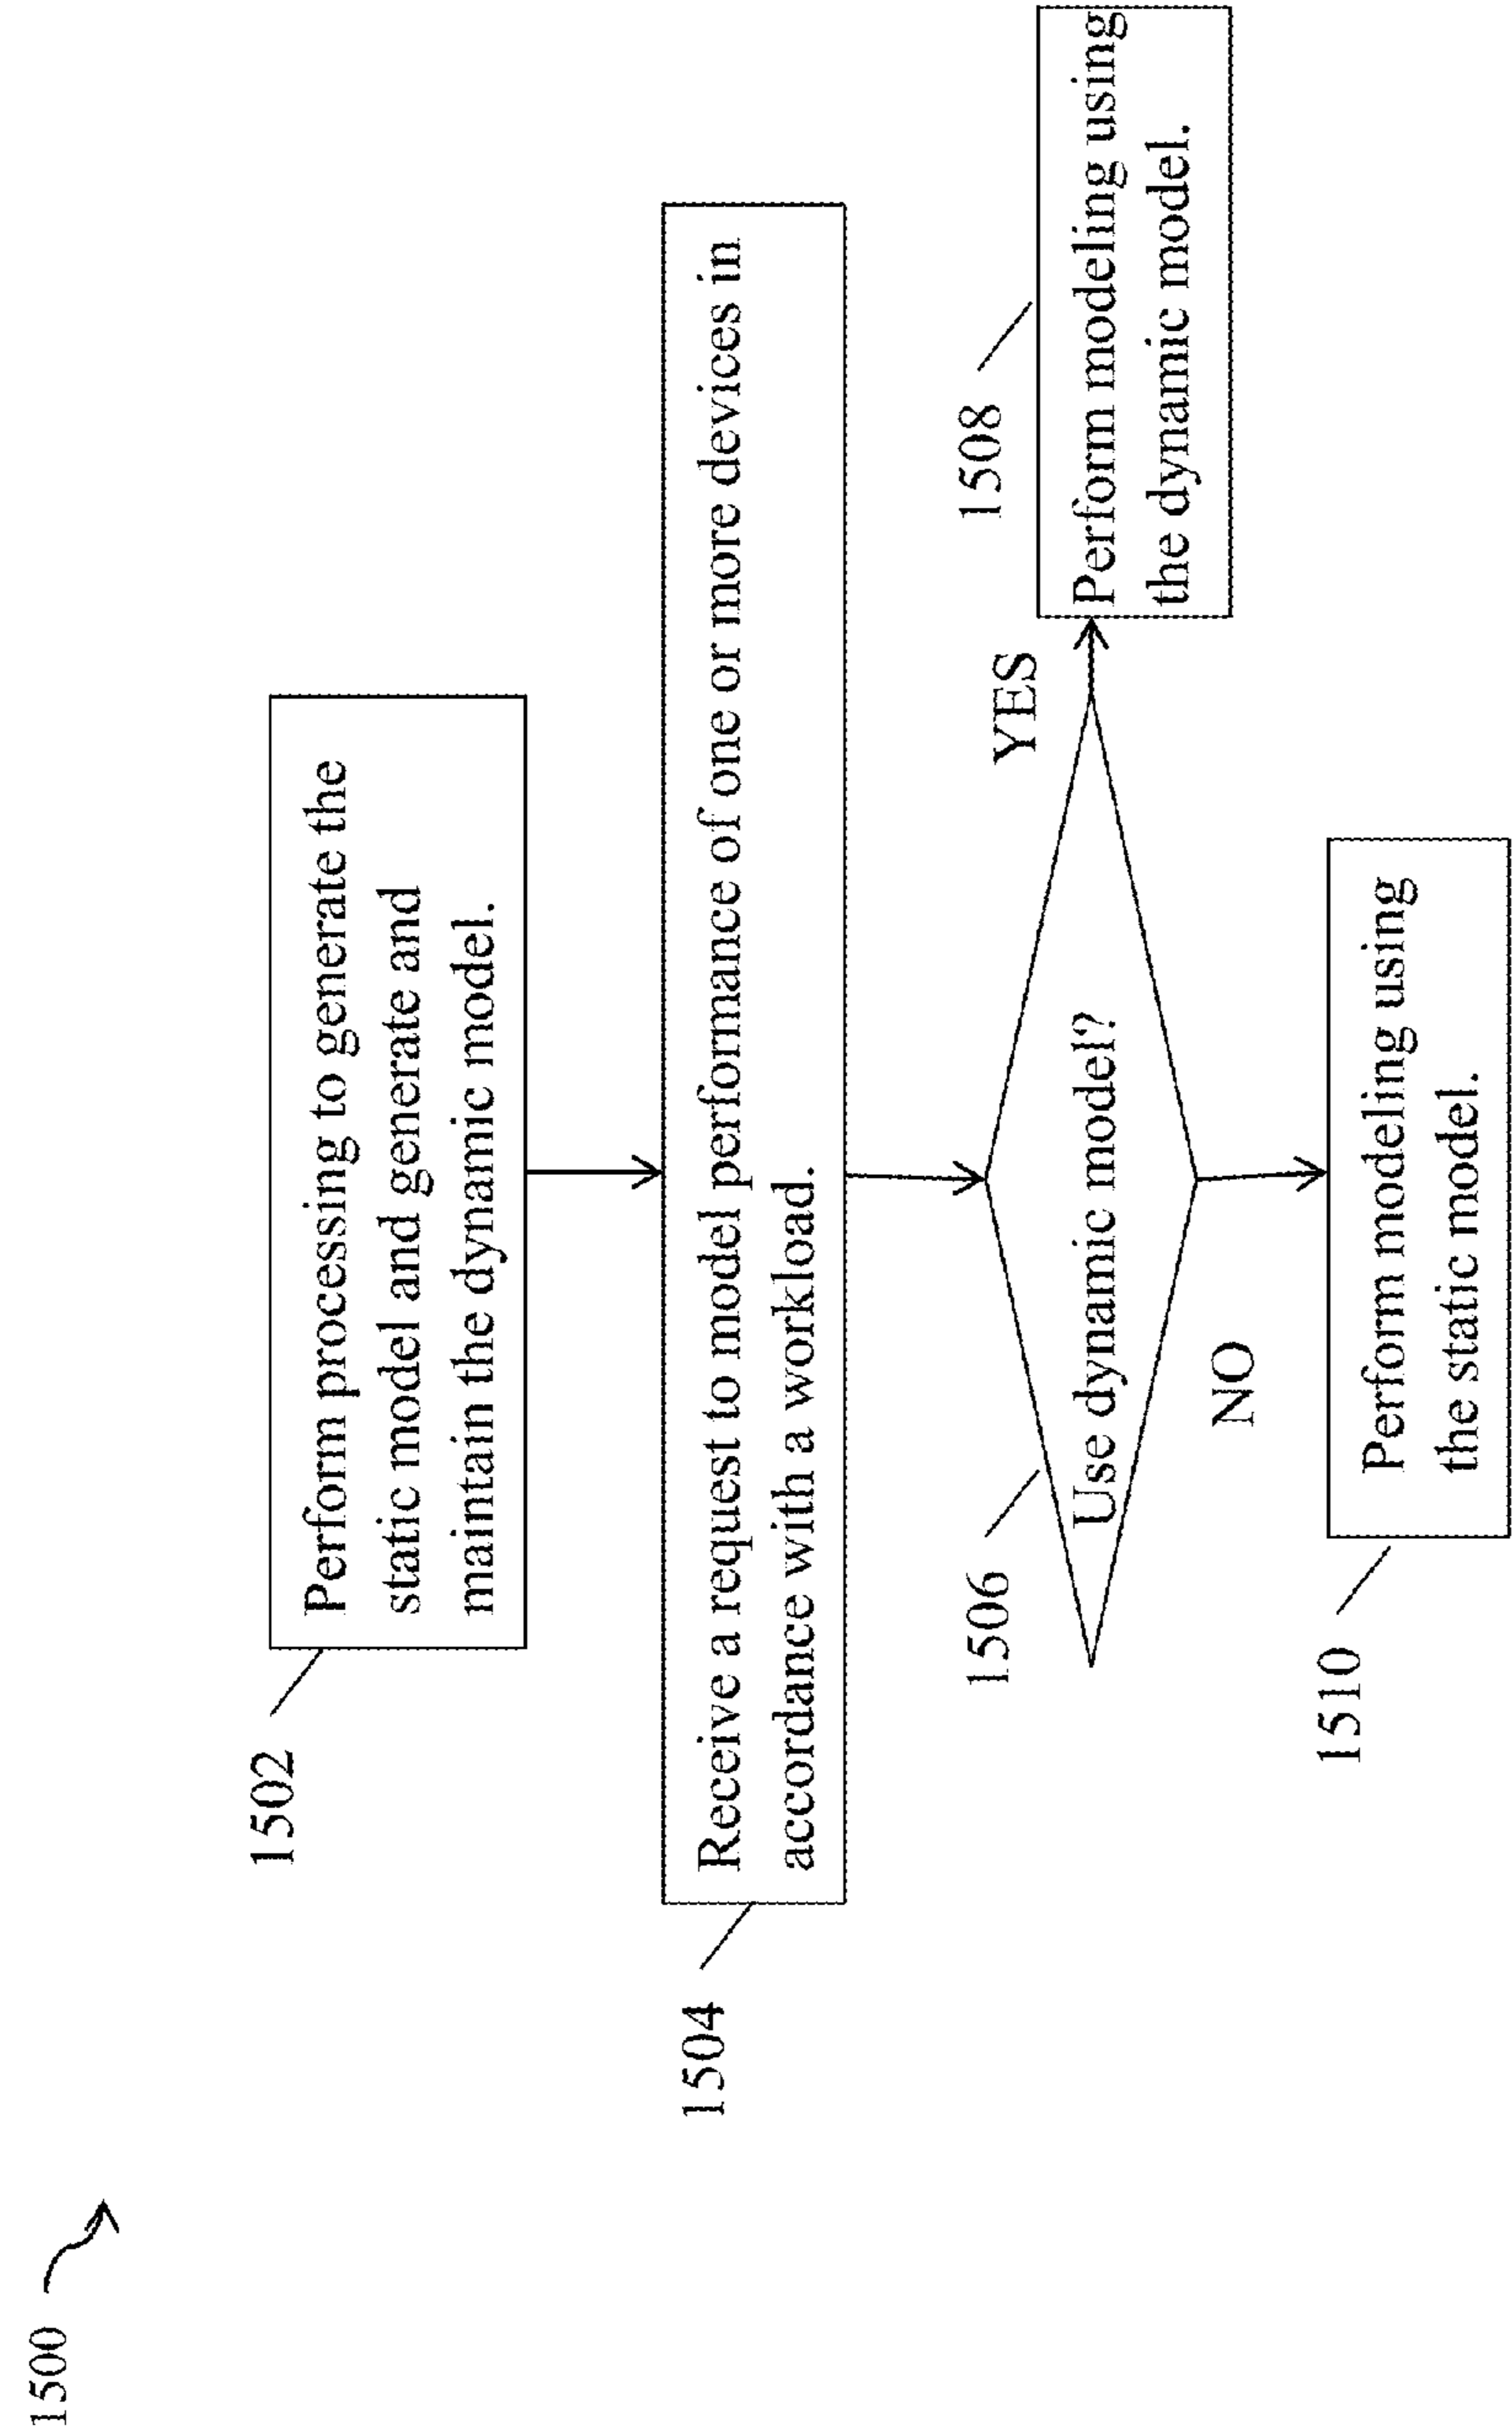 1500
1502
Perform processing to generate the
static model and generate and
maintain the dynamic model.
1504
Receive a request to model performance of one or more devices in
accordance with a workload.
1506
Use dynamic model?
YES
1508
Perform modeling using
the dynamic model.
NO
1510
Perform modeling using
the static model.